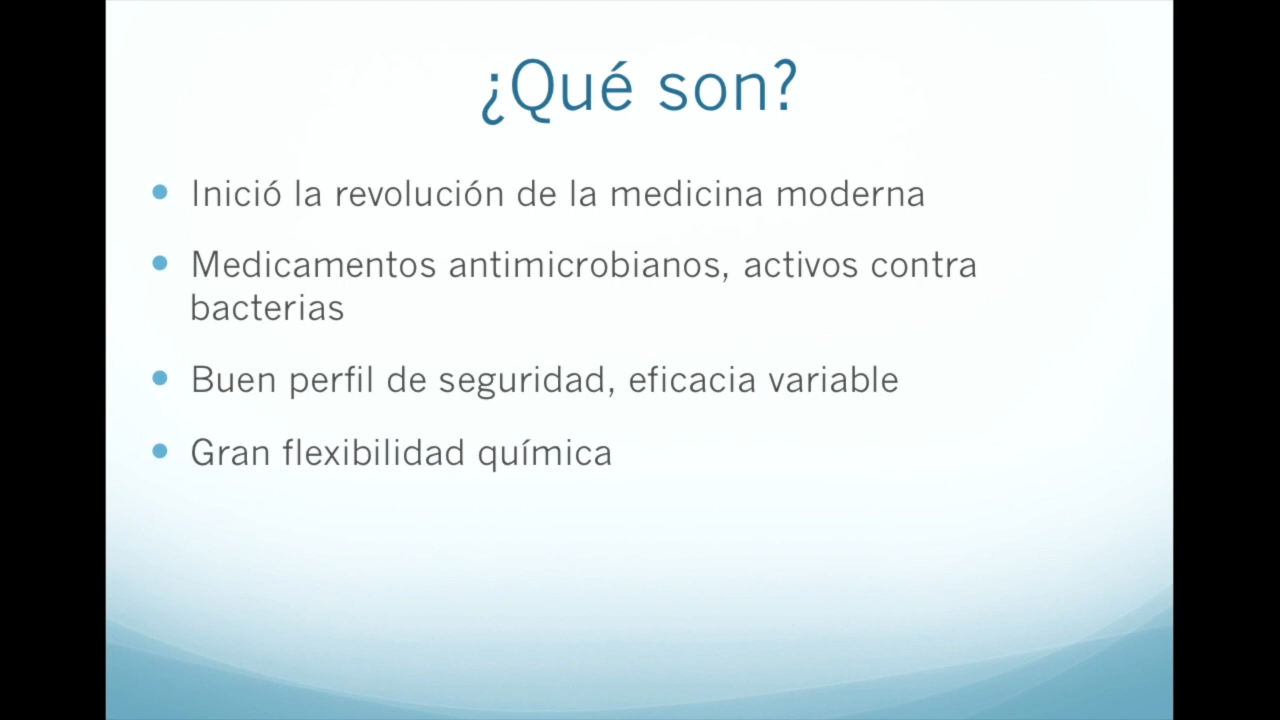 ¿Qué son?
Inició la revolución de la medicina moderna
Medicamentos antimicrobianos, activos contra
bacterias
Buen perfil de seguridad, eficacia variable
Gran flexibilidad química